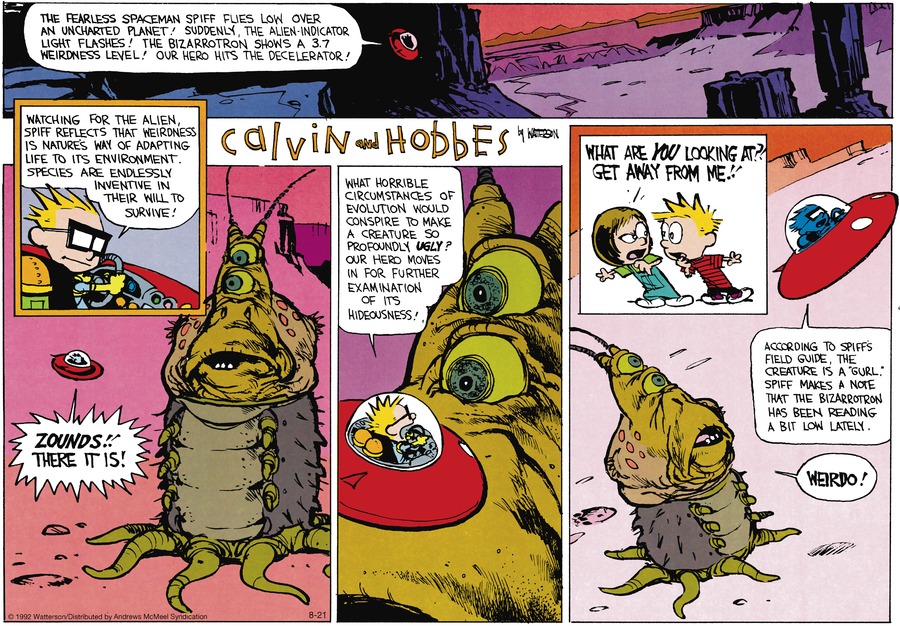 THE FEARLESS SPACEMAN SPIFF FLIES LOW OVER
AN UNCHARTED PLANET! SUDDENLY, THE ALIEN-INDICATOR
LIGHT FLASHES! THE BIZARROTRON SHOWS A 3.7
WEIRDNESS LEVEL! OUR HERO HITS THE DECELERATOR!
WATCHING FOR THE ALIEN,
SPIFF REFLECTS THAT WEIRDNESS
IS NATURE'S WAY OF ADAPTING
LIFE TO ITS ENVIRONMENT.
SPECIES ARE ENDLESSLY
INVENTIVE IN
THEIR WILL TO
SURVIVE!
CALVIN and HOBBES
by WATTERSON
ZOUNDS!!
THERE IT IS!
WHAT HORRIBLE
CIRCUMSTANCES OF
EVOLUTION WOULD
CONSPIRE TO MAKE
A CREATURE SO
PROFOUNDLY UGLY?
OUR HERO MOVES
IN FOR FURTHER
EXAMINATION
OF ITS
HIDEOUSNESS!
WHAT ARE YOU LOOKING AT?!
GET AWAY FROM ME!!
ACCORDING TO SPIFF'S
FIELD GUIDE, THE
CREATURE IS A "GURL."
SPIFF MAKES A NOTE
THAT THE BIZARROTRON
HAS BEEN READING
A BIT LOW LATELY.
WEIRDO!
© 1992 Watterson/Distributed by Andrews McMeel Syndication
8-21